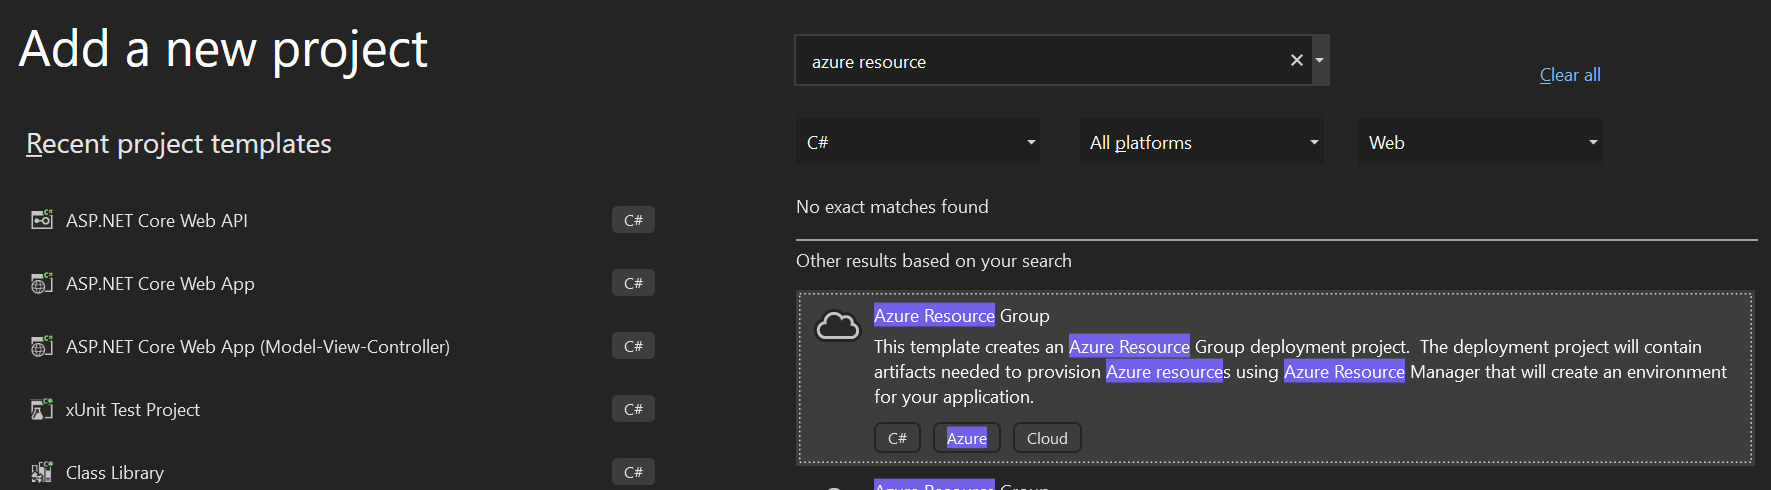 Add a new project
azure resource
Clear all
Recent project templates
C#
All platforms
Web
ASP.NET Core Web API
C#
ASP.NET Core Web App
C#
ASP.NET Core Web App (Model-View-Controller)
C#
xUnit Test Project
C#
Class Library
C#
No exact matches found
Other results based on your search
Azure Resource Group
This template creates an Azure Resource Group deployment project. The deployment project will contain
artifacts needed to provision Azure resources using Azure Resource Manager that will create an environment
for your application.
C#
Azure
Cloud
Azure Resource Group